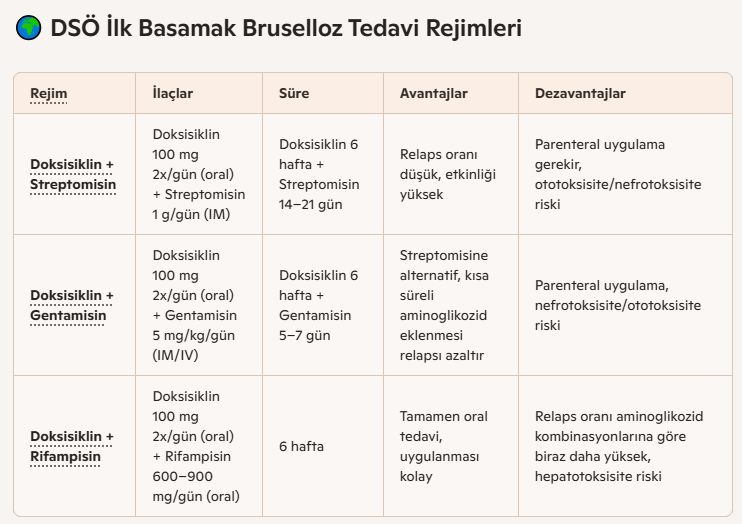 DSÖ İlk Basamak Bruselloz Tedavi Rejimleri
Rejim
İlaçlar
Süre
Avantajlar
Dezavantajlar
Doksisiklin +
Streptomisin
Doksisiklin
100 mg
2x/gün (oral)
+ Streptomisin
1 g/gün (IM)
Doksisiklin 6
hafta +
Streptomisin
14–21 gün
Relaps oranı
düşük, etkinliği
yüksek
Parenteral uygulama
gerekir,
ototoksisite/nefrotoksisite
riski
Doksisiklin +
Gentamisin
Doksisiklin
100 mg
2x/gün (oral)
+ Gentamisin
5 mg/kg/gün
(IM/IV)
Doksisiklin 6
hafta +
Gentamisin
5–7 gün
Streptomisine
alternatif, kısa
süreli
aminoglikozid
eklenmesi
relapsı azaltır
Parenteral uygulama,
nefrotoksisite/ototoksisite
riski
Doksisiklin +
Rifampisin
Doksisiklin
100 mg
2x/gün (oral)
+ Rifampisin
600–900
mg/gün (oral)
6 hafta
Tamamen oral
tedavi,
uygulanması
kolay
Relaps oranı aminoglikozid
kombinasyonlarına göre
biraz daha yüksek,
hepatotoksisite riski